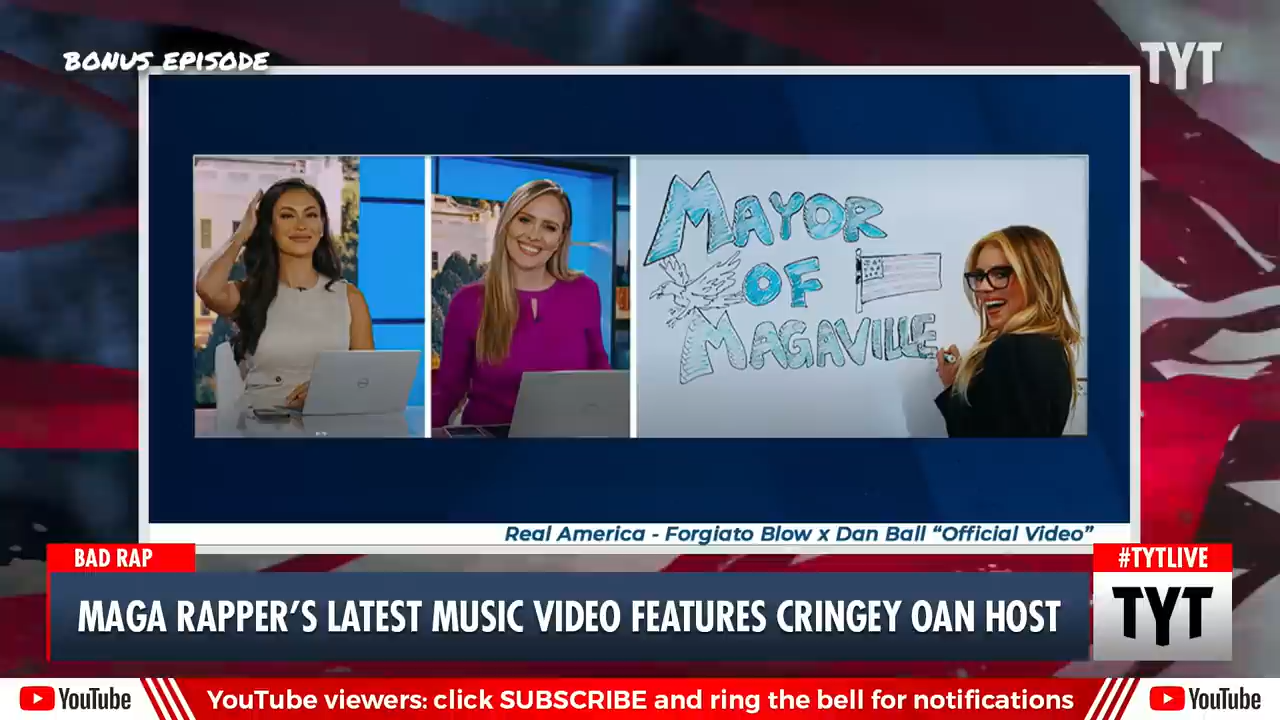 BONUS EPISODE
TYT
MAYOR
OF
MAGAVILLE
Real America - Forgiato Blow x Dan Ball “Official Video”
BAD RAP
#TYTLIVE
MAGA RAPPER’S LATEST MUSIC VIDEO FEATURES CRINGEY OAN HOST
TYT
YouTube
YouTube viewers: click SUBSCRIBE and ring the bell for notifications
YouTube